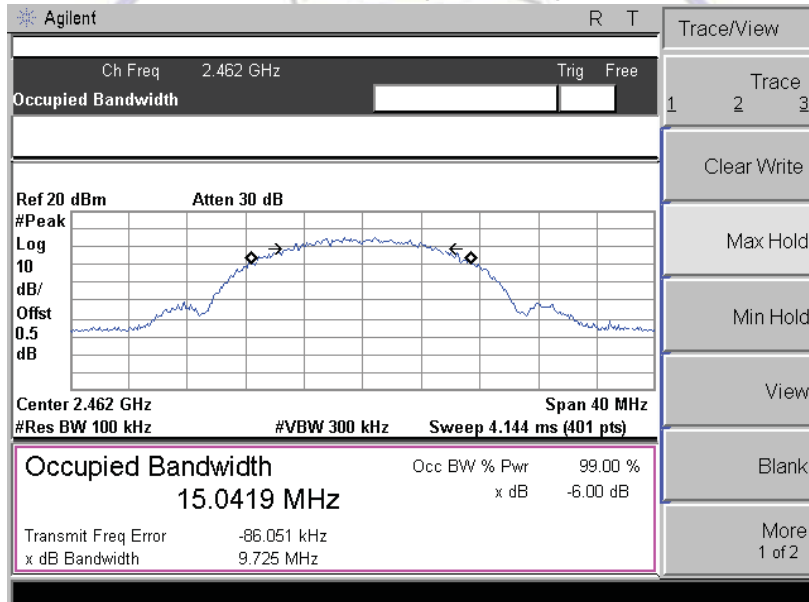 Agilent R T
Trace/View
Ch Freq 2.462 GHz Trig Free
Occupied Bandwidth
Trace
1 2 3
Clear Write
Ref 20 dBm Atten 30 dB
#Peak
Log
10
dB/
Offst
0.5
dB
Max Hold
Min Hold
View
Center 2.462 GHz Span 40 MHz
#Res BW 100 kHz #VBW 300 kHz Sweep 4.144 ms (401 pts)
Occupied Bandwidth
15.0419 MHz
Occ BW % Pwr 99.00 %
x dB -6.00 dB
Transmit Freq Error -86.051 kHz
x dB Bandwidth 9.725 MHz
Blank
More
1 of 2